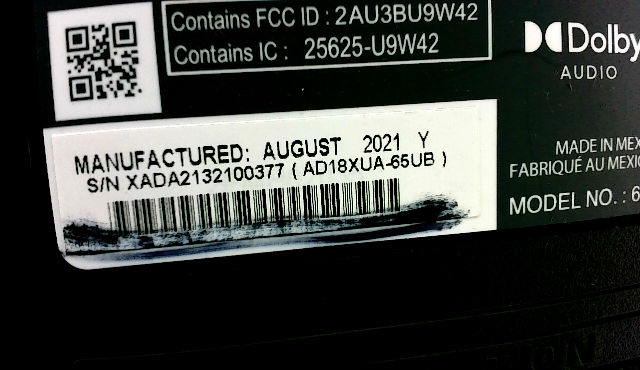 Contains FCC ID : 2AU3BU9W42
Contains IC : 25625-U9W42
Dolby
AUDIO
MANUFACTURED: AUGUST 2021 Y
S/N XADA2132100377 ( AD18XUA-65UB )
MADE IN MEX
FABRIQUÉ AU MEXIC
MODEL NO. : 6